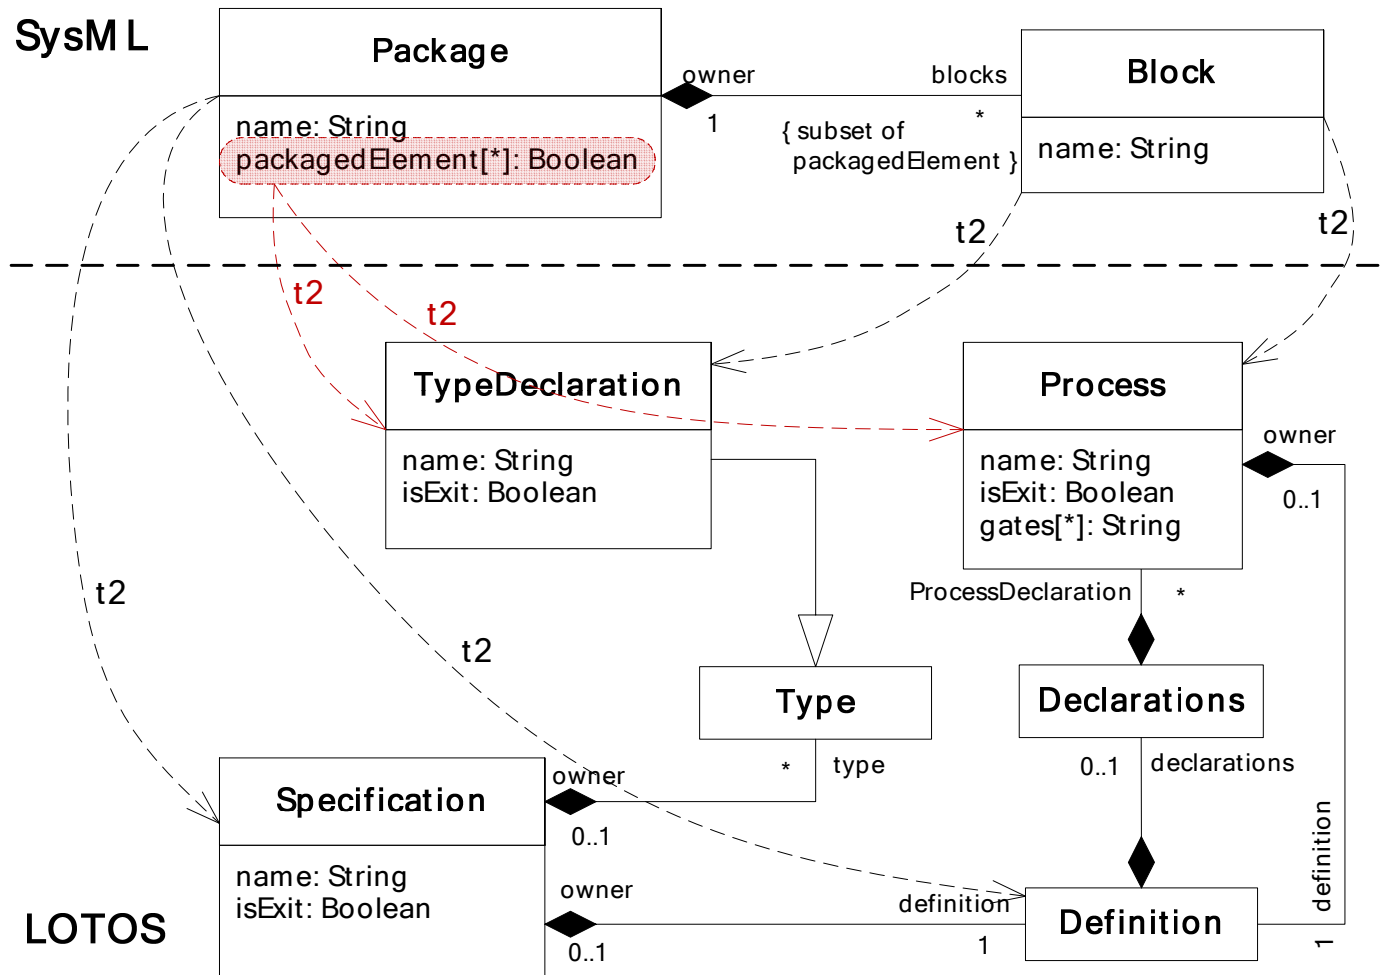 SysML
Package
name: String
packagedElement[*]: Boolean
owner
1
blocks
*
{ subset of
packagedElement }
Block
name: String
t2
t2
t2
t2
TypeDeclaration
name: String
isExit: Boolean
Process
name: String
isExit: Boolean
gates[*]: String
owner
0..1
t2
t2
ProcessDeclaration
*
Type
Declarations
*
type
0..1
declarations
Specification
name: String
isExit: Boolean
owner
0..1
owner
0..1
definition
1
Definition
definition
1
LOTOS